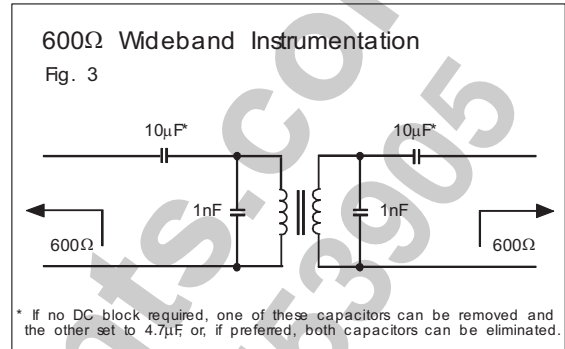 600Ω Wideband Instrumentation
Fig. 3
10μF* 10μF*
1nF 1nF
600Ω 600Ω
* If no DC block required, one of these capacitors can be removed and
the other set to 4.7μF, or, if preferred, both capacitors can be eliminated.